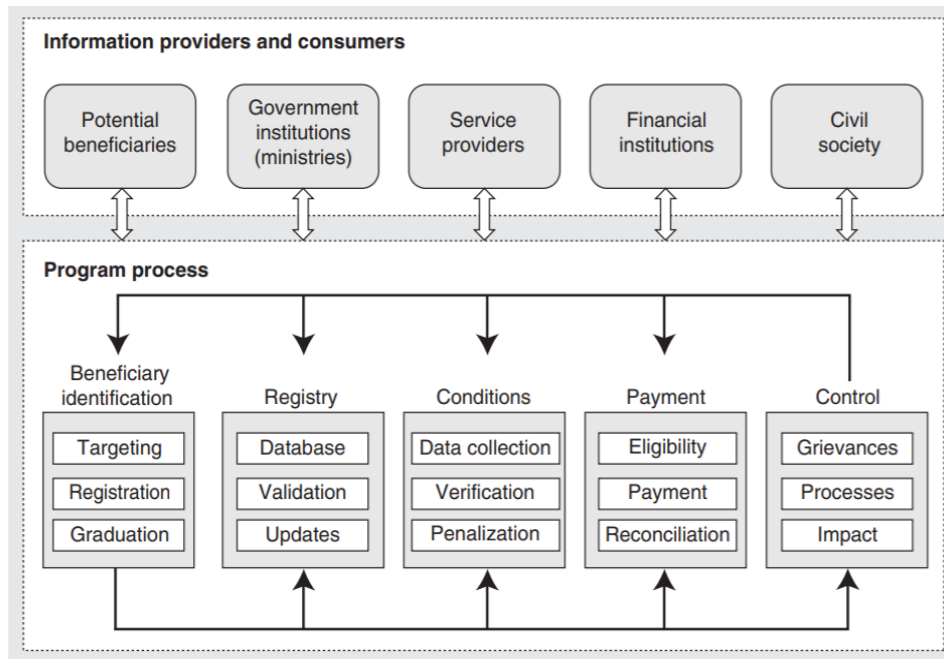 Information providers and consumers
Potential
beneficiaries
Government
institutions
(ministries)
Service
providers
Financial
institutions
Civil
society
Program process
Beneficiary
identification
Registry
Conditions
Payment
Control
Targeting
Registration
Graduation
Database
Validation
Updates
Data collection
Verification
Penalization
Eligibility
Payment
Reconciliation
Grievances
Processes
Impact